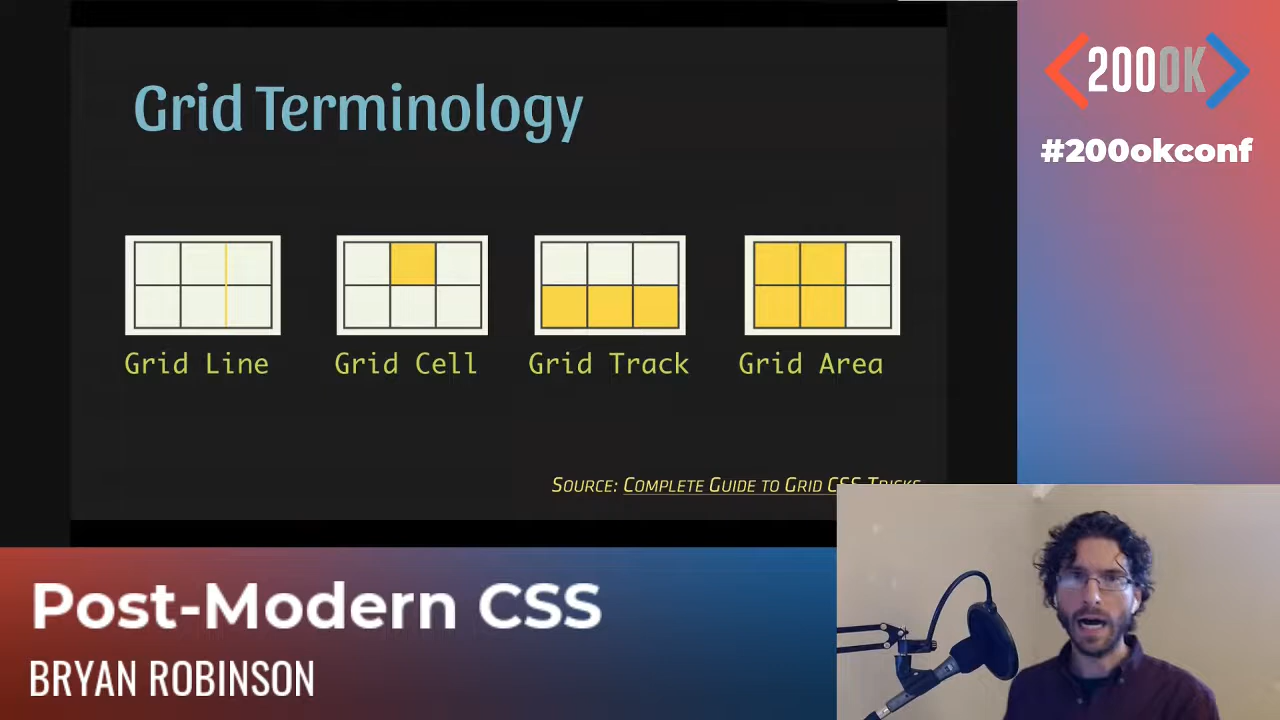 Grid Terminology
Grid Line
Grid Cell
Grid Track
Grid Area
SOURCE: COMPLETE GUIDE TO GRID CSS TRICKS
<200OK>
#200okconf
Post-Modern CSS
BRYAN ROBINSON